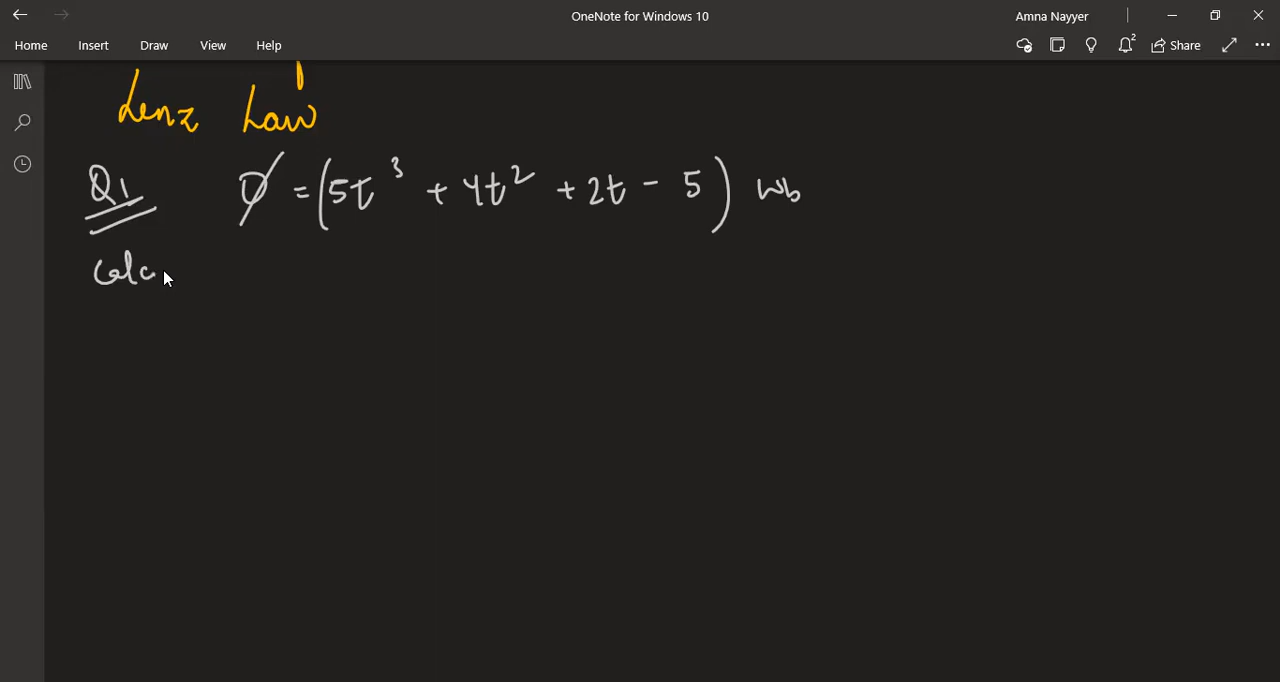 OneNote for Windows 10
Amna Nayyer
Home Insert Draw View Help
2 Share
Lenz Law
Q1 Ø = (5t³ + 4t² + 2t - 5) wb
Calc